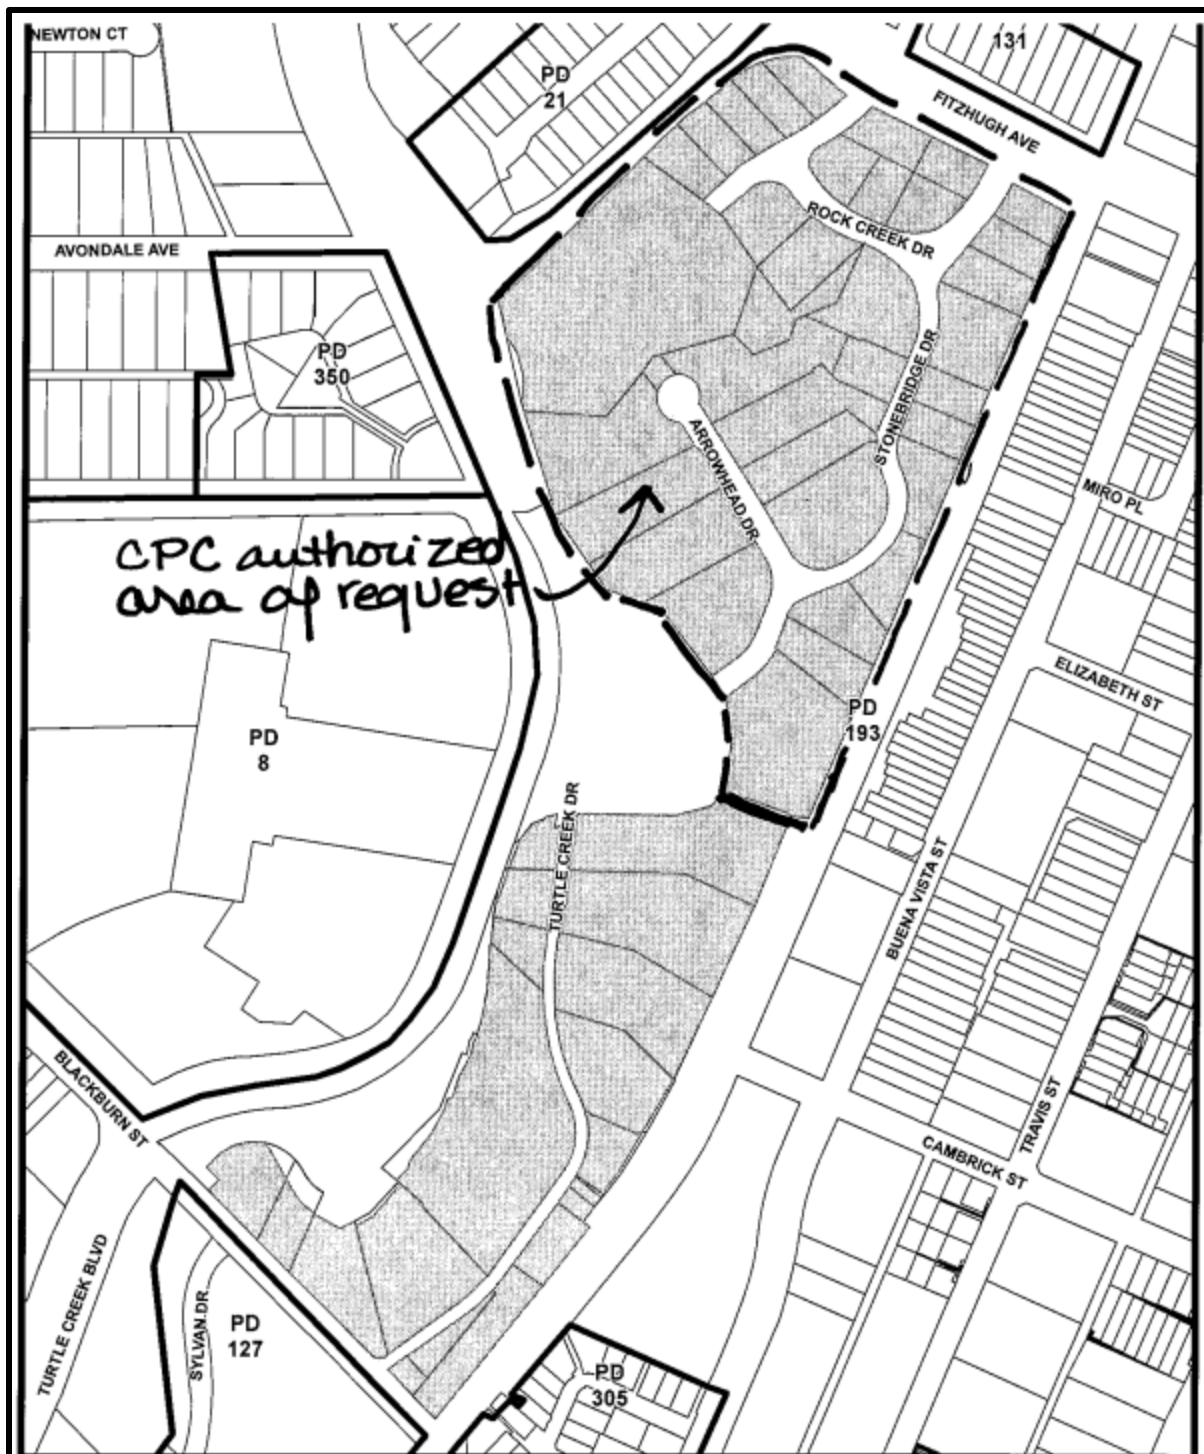 NEWTON CT
131
PD
21
FITZHUGH AVE
ROCK CREEK DR
AVONDALE AVE
PD
350
STONEBRIDGE DR
ARROWHEAD DR
MIRO PL
CPC authorized
area of request
ELIZABETH ST
PD
193
PD
8
TURTLE CREEK DR
BUENA VISTA ST
BLACKBURN ST
TRAVIS ST
CAMBRICK ST
TURTLE CREEK BLVD
SYLVAN DR
PD
127
PD
305